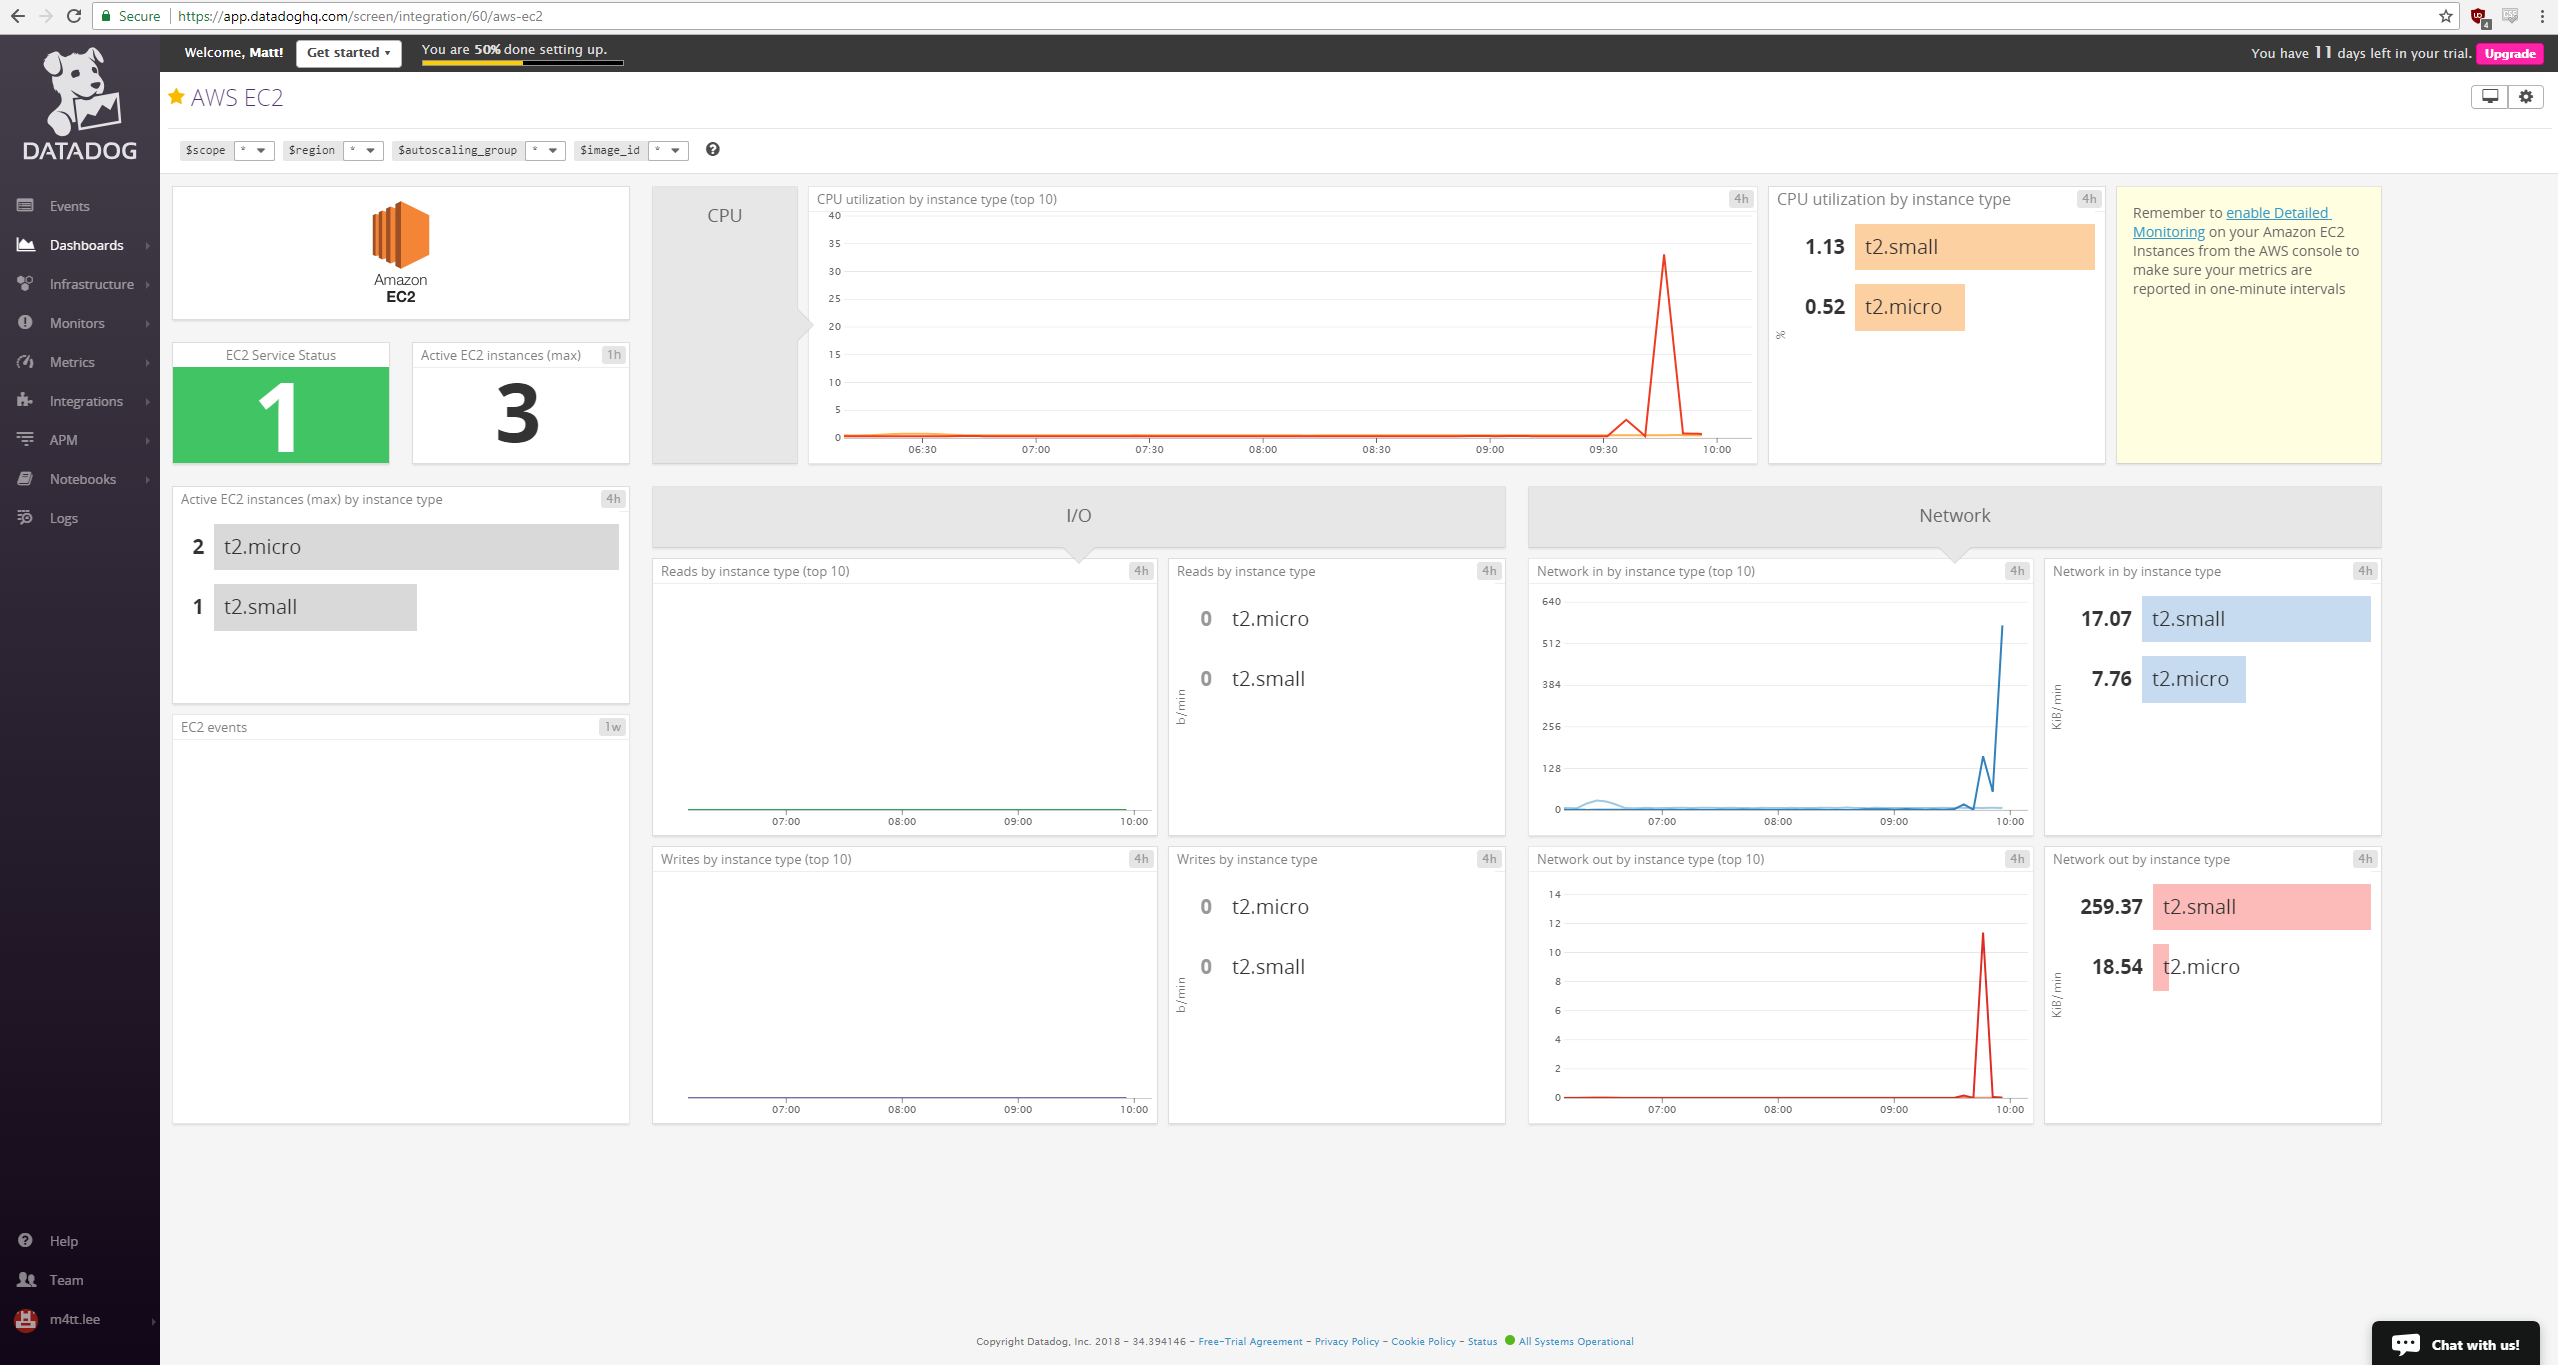 Secure https://app.datadoghq.com/screen/integration/60/aws-ec2
4
CSE
Welcome, Matt!
Get started
You are 50% done setting up.
You have 11 days left in your trial.
Upgrade
DATADOG
Events
Dashboards
Infrastructure
Monitors
Metrics
Integrations
APM
Notebooks
Logs
Help
Team
m4tt.lee
AWS EC2
$scope * $region * $autoscaling_group * $image_id *
Amazon
EC2
EC2 Service Status
1
Active EC2 instances (max) 1h
3
Active EC2 instances (max) by instance type 4h
2 t2.micro
1 t2.small
EC2 events 1w
CPU
CPU utilization by instance type (top 10) 4h
40
35
30
25
20
15
10
5
0
06:30 07:00 07:30 08:00 08:30 09:00 09:30 10:00
CPU utilization by instance type 4h
1.13 t2.small
0.52 t2.micro
%
Remember to enable Detailed
Monitoring on your Amazon EC2
Instances from the AWS console to
make sure your metrics are
reported in one-minute intervals
I/O
Reads by instance type (top 10) 4h
07:00 08:00 09:00 10:00
Reads by instance type 4h
0 t2.micro
0 t2.small
b/min
Writes by instance type (top 10) 4h
07:00 08:00 09:00 10:00
Writes by instance type 4h
0 t2.micro
0 t2.small
b/min
Network
Network in by instance type (top 10) 4h
640
512
384
256
128
0
07:00 08:00 09:00 10:00
Network in by instance type 4h
17.07 t2.small
7.76 t2.micro
KiB/min
Network out by instance type (top 10) 4h
14
12
10
8
6
4
2
0
07:00 08:00 09:00 10:00
Network out by instance type 4h
259.37 t2.small
18.54 t2.micro
KiB/min
Copyright Datadog, Inc. 2018 - 34.394146 - Free-Trial Agreement - Privacy Policy - Cookie Policy - Status All Systems Operational
Chat with us!